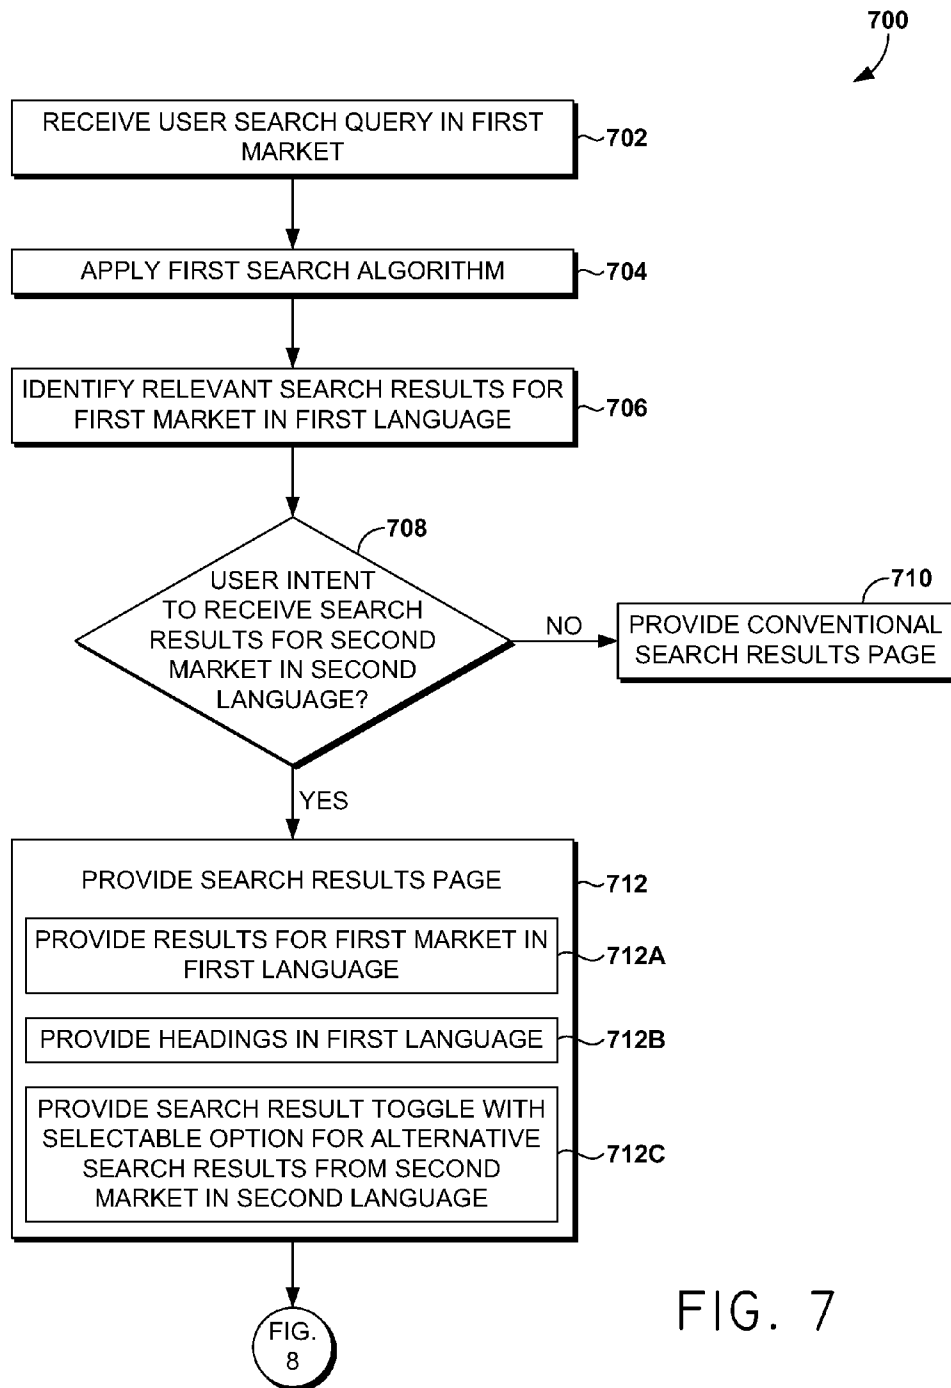 700
RECEIVE USER SEARCH QUERY IN FIRST
MARKET
702
APPLY FIRST SEARCH ALGORITHM
704
IDENTIFY RELEVANT SEARCH RESULTS FOR
FIRST MARKET IN FIRST LANGUAGE
706
708
USER INTENT
TO RECEIVE SEARCH
RESULTS FOR SECOND
MARKET IN SECOND
LANGUAGE?
NO
710
PROVIDE CONVENTIONAL
SEARCH RESULTS PAGE
YES
PROVIDE SEARCH RESULTS PAGE
712
PROVIDE RESULTS FOR FIRST MARKET IN
FIRST LANGUAGE
712A
PROVIDE HEADINGS IN FIRST LANGUAGE
712B
PROVIDE SEARCH RESULT TOGGLE WITH
SELECTABLE OPTION FOR ALTERNATIVE
SEARCH RESULTS FROM SECOND
MARKET IN SECOND LANGUAGE
712C
FIG.
8
FIG. 7